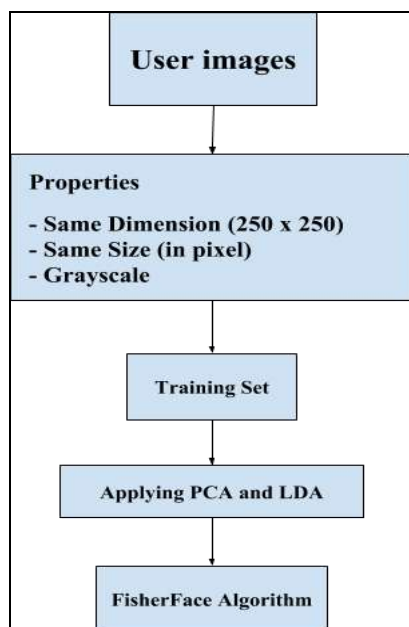 User images
Properties
- Same Dimension (250 x 250)
- Same Size (in pixel)
- Grayscale
Training Set
Applying PCA and LDA
FisherFace Algorithm